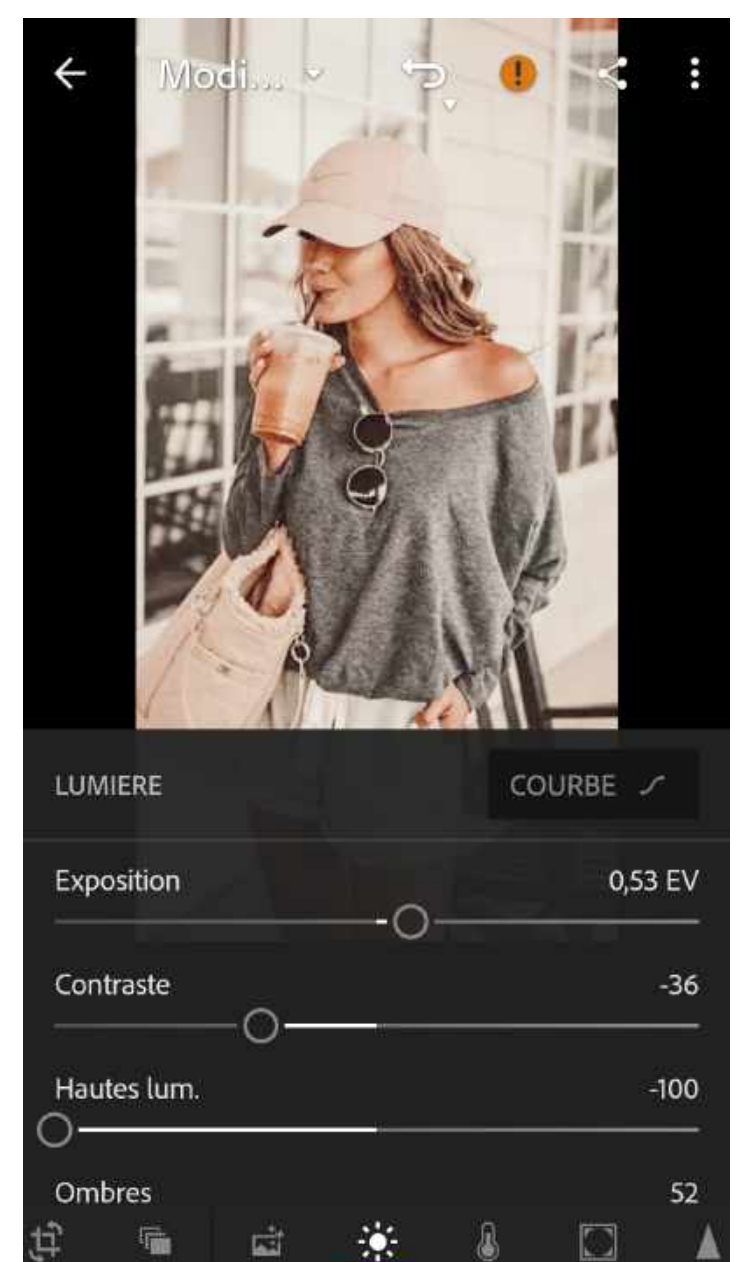 Modi...
LUMIERE
COURBE
Exposition
0,53 EV
Contraste
-36
Hautes lum.
-100
Ombres
52